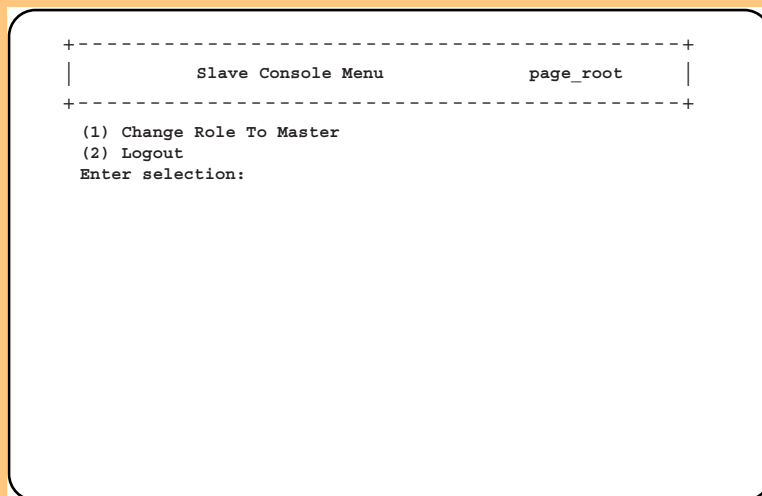 +------------------------------------------+
| Slave Console Menu page_root |
+------------------------------------------+
(1) Change Role To Master
(2) Logout
Enter selection: